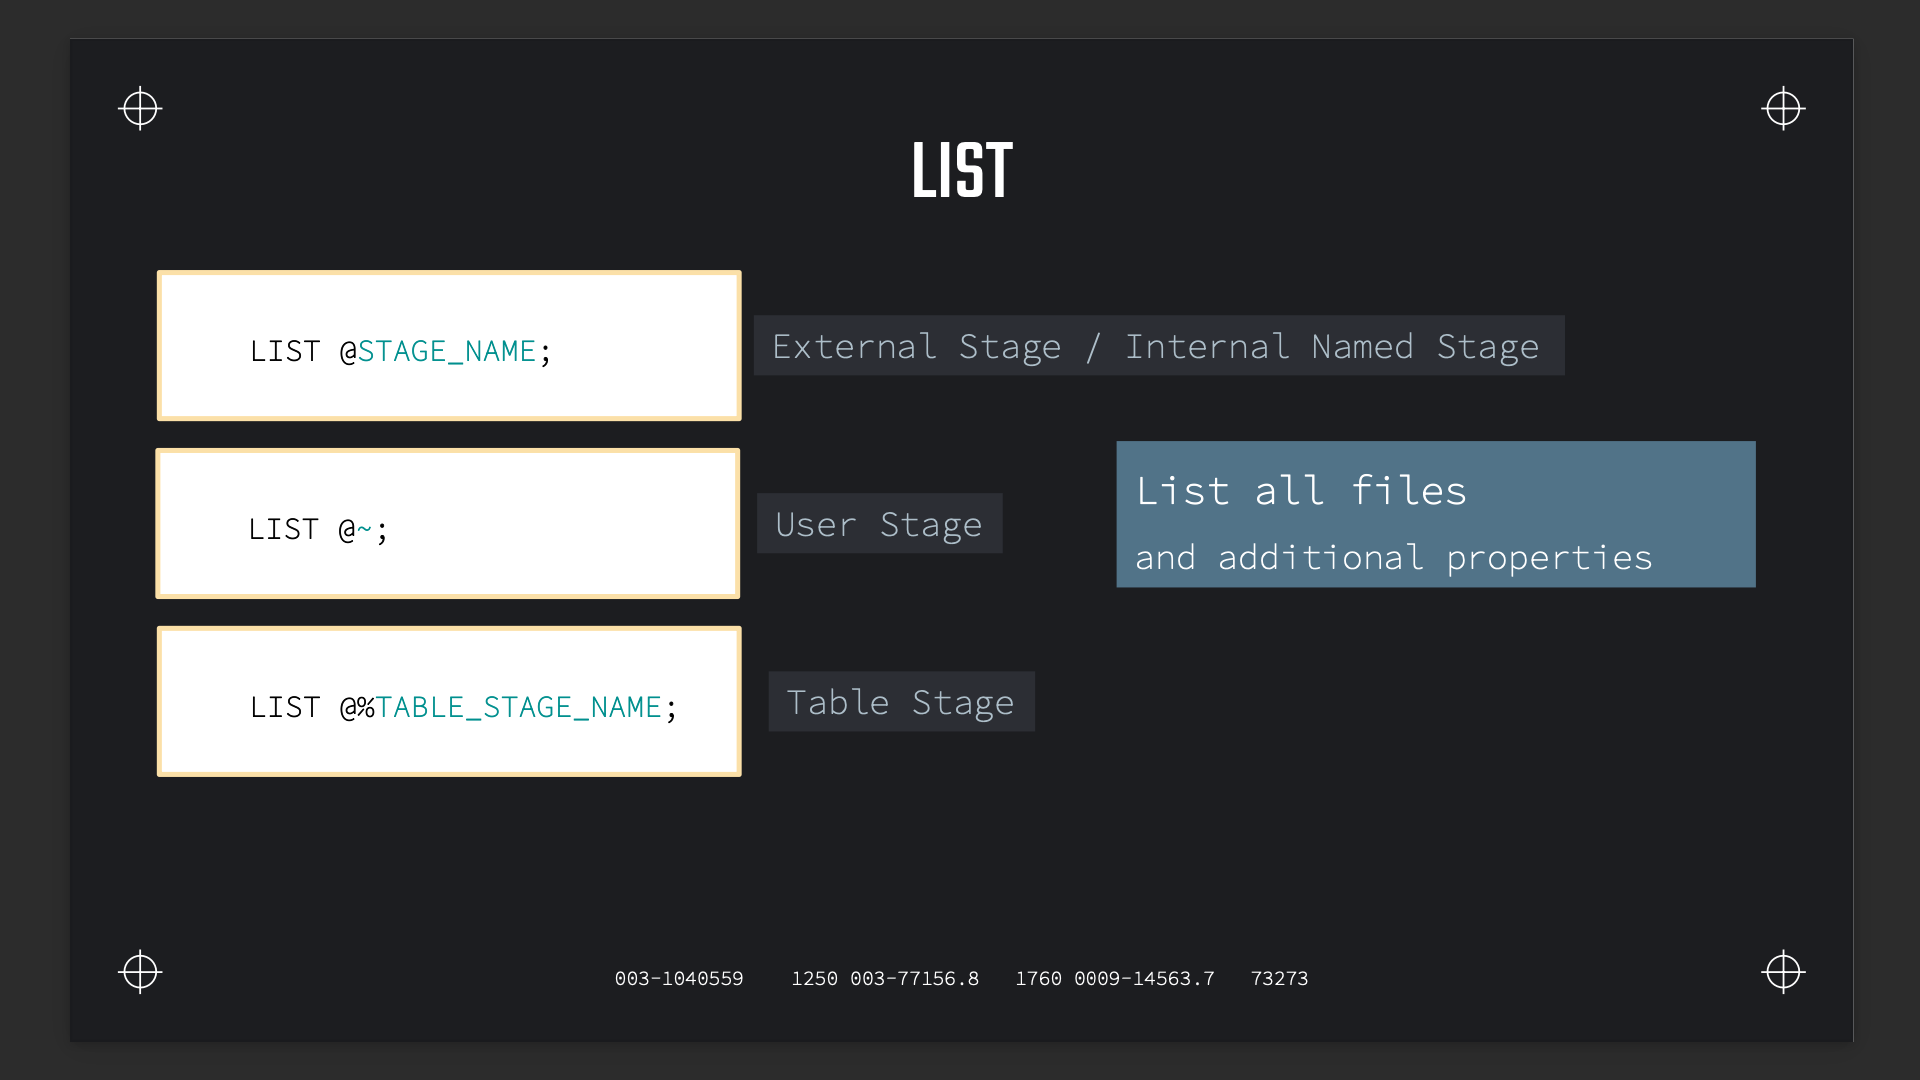 LIST
LIST @STAGE_NAME;
External Stage / Internal Named Stage
LIST @~;
User Stage
List all files
and additional properties
LIST @%TABLE_STAGE_NAME;
Table Stage
003-1040559 1250 003-77156.8 1760 0009-14563.7 73273